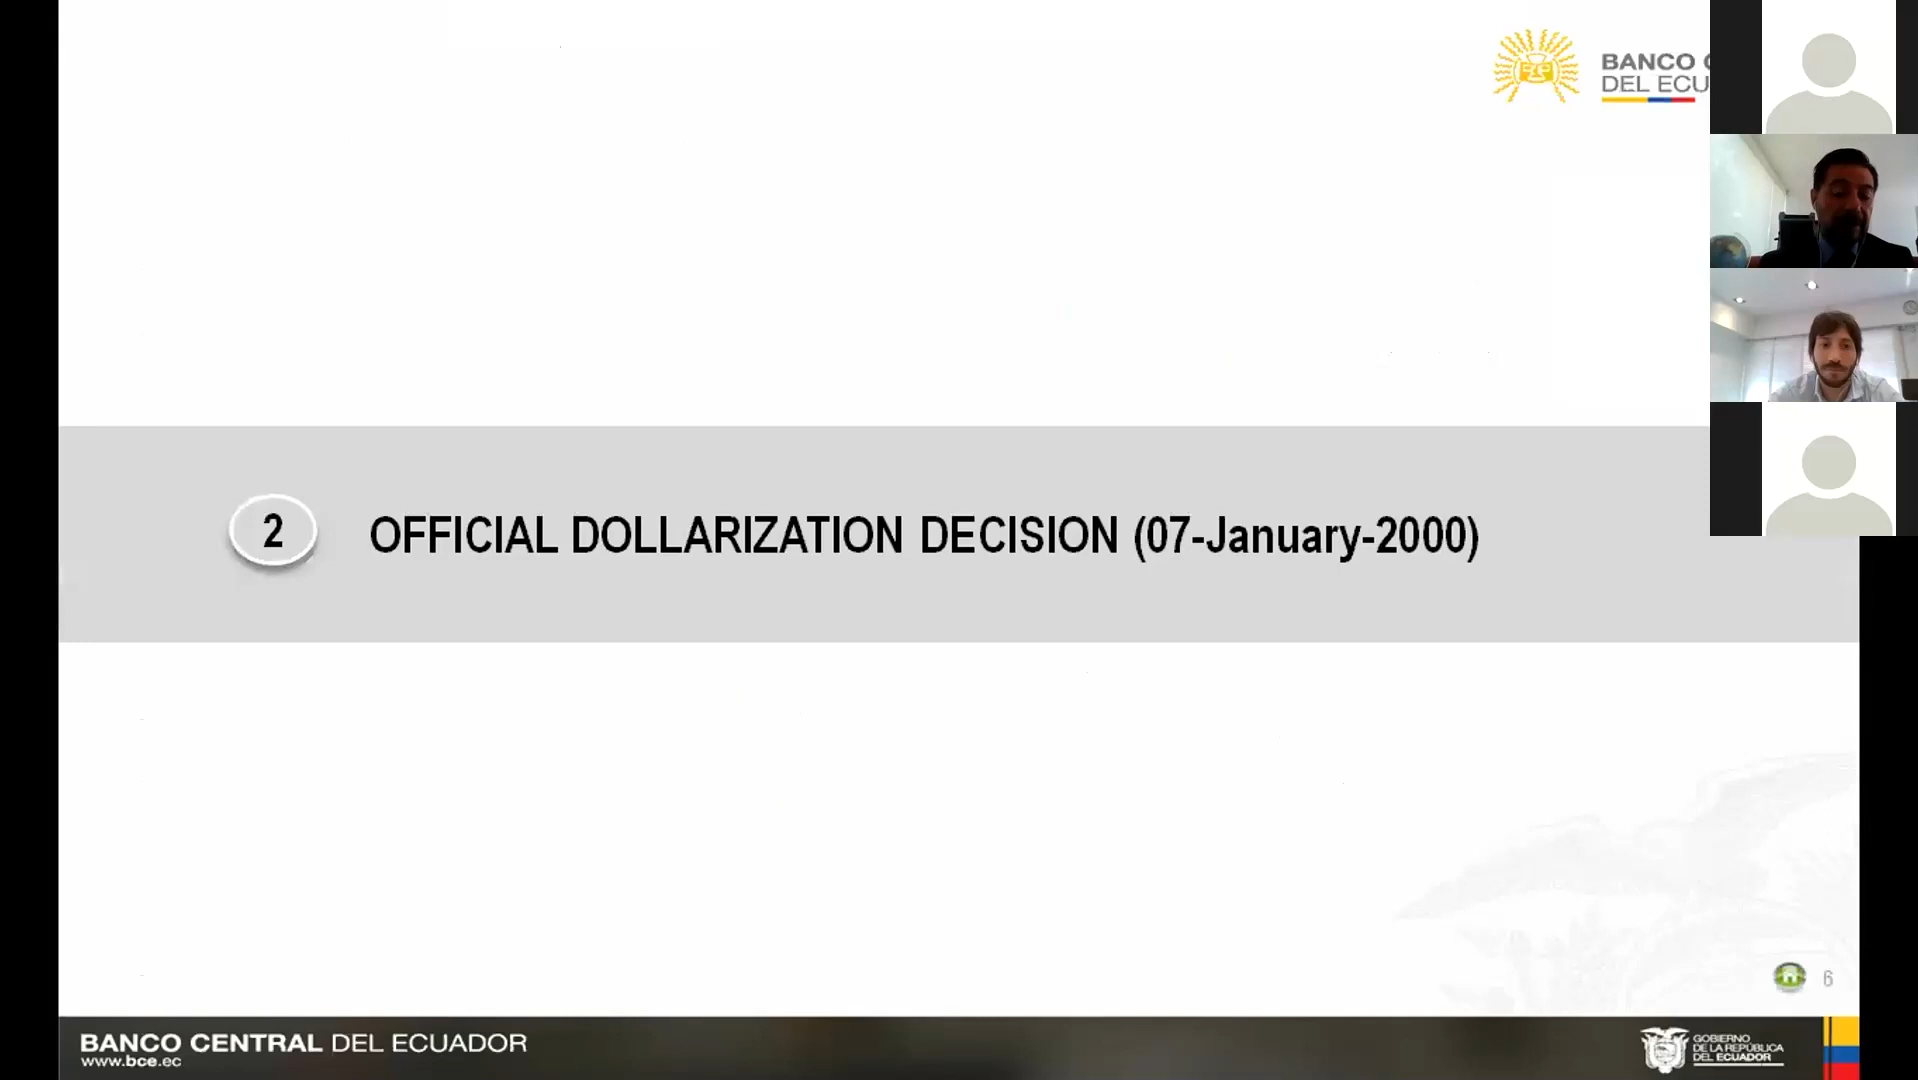 BANCO
DEL ECU
2 OFFICIAL DOLLARIZATION DECISION (07-January-2000)
6
BANCO CENTRAL DEL ECUADOR
www.bce.ec
GOBIERNO
DE LA REPÚBLICA
DEL ECUADOR